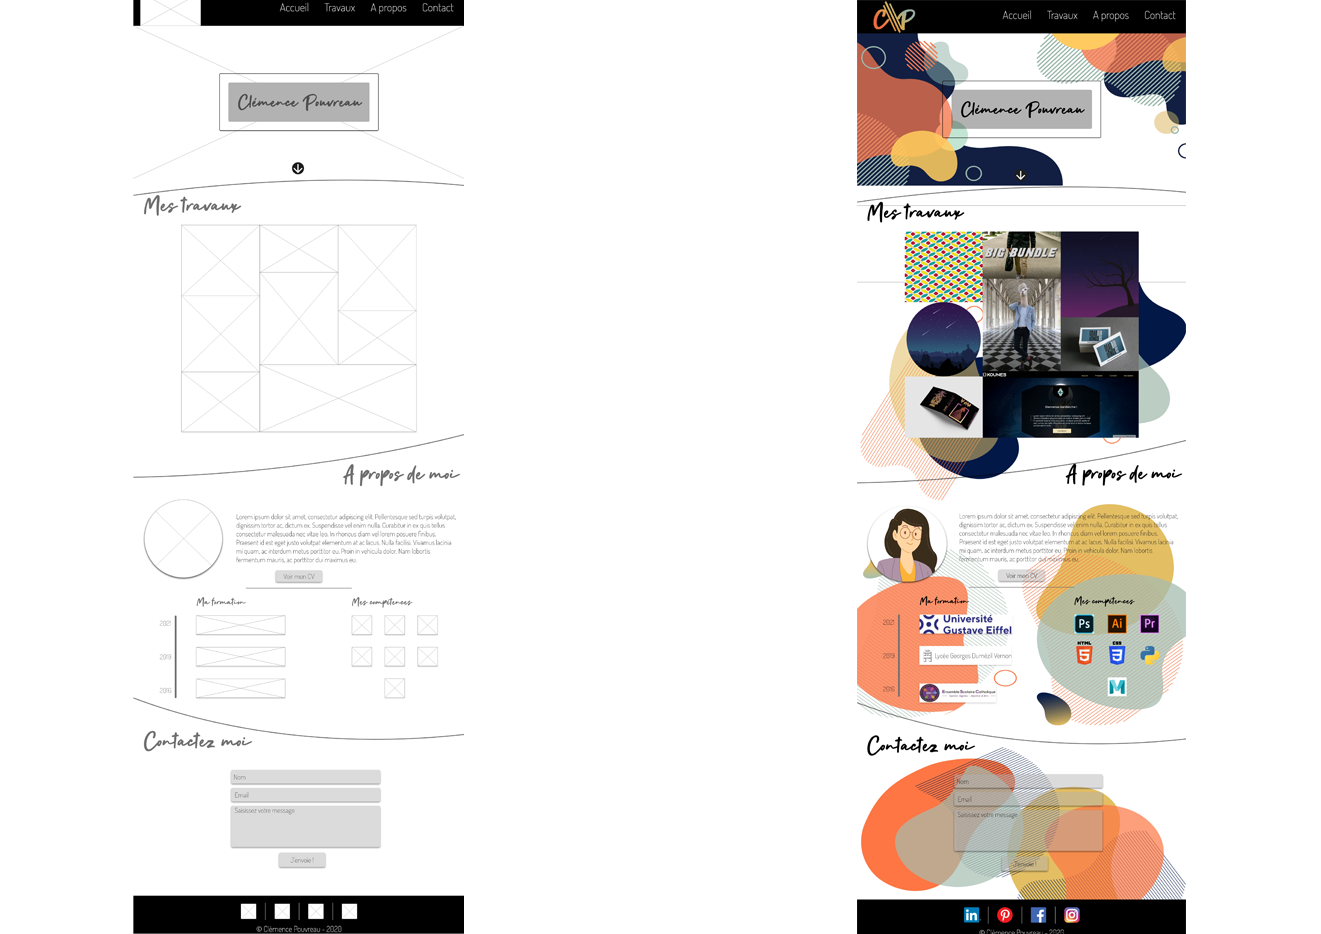 Accueil Travaux A propos Contact
Clémence Pouvreau
Mes travaux
A propos de moi
Lorem ipsum dolor sit amet, consectetur adipiscing elit. Pellentesque sed turpis volutpat,
dignissim tortor ac, dictum ex. Suspendisse vel enim nulla. Curabitur in ex quis tellus
consectetur malesuada nec vitae orci. In rhoncus diam vel lorem posuere finibus.
Praesent id est eget justo volutpat elementum at ac lacus. Nulla facilisi. Vivamus lacinia
mi quam, ac interdum metus porttitor eu. Proin in vehicula dolor. Nam lobortis
fermentum mauris, ac porttitor dui maximus eu.
Voir mon CV
Ma formation
Mes compétences
2021
2019
2016
Contactez moi
Nom
Email
Saisissez votre message
J'envoie !
© Clémence Pouvreau - 2020
CP
Accueil Travaux A propos Contact
Clémence Pouvreau
Mes travaux
BIG BUNDLE
KOUNIES
A propos de moi
Lorem ipsum dolor sit amet, consectetur adipiscing elit. Pellentesque sed turpis volutpat,
dignissim tortor ac, dictum ex. Suspendisse vel enim nulla. Curabitur in ex quis tellus
consectetur malesuada nec vitae orci. In rhoncus diam vel lorem posuere finibus.
Praesent id est eget justo volutpat elementum at ac lacus. Nulla facilisi. Vivamus lacinia
mi quam, ac interdum metus porttitor eu. Proin in vehicula dolor. Nam lobortis
fermentum mauris, ac porttitor dui maximus eu.
Voir mon CV
Ma formation
Mes compétences
2021
Université
Gustave Eiffel
Ps Ai Pr
2019
Lycée Georges Dumézil Vernon
HTML 5 CSS 3
2016
Ensemble Scolaire Catholique
M
Contactez moi
Nom
Email
Saisissez votre message
J'envoie !
in
f
© Clémence Pouvreau - 2020